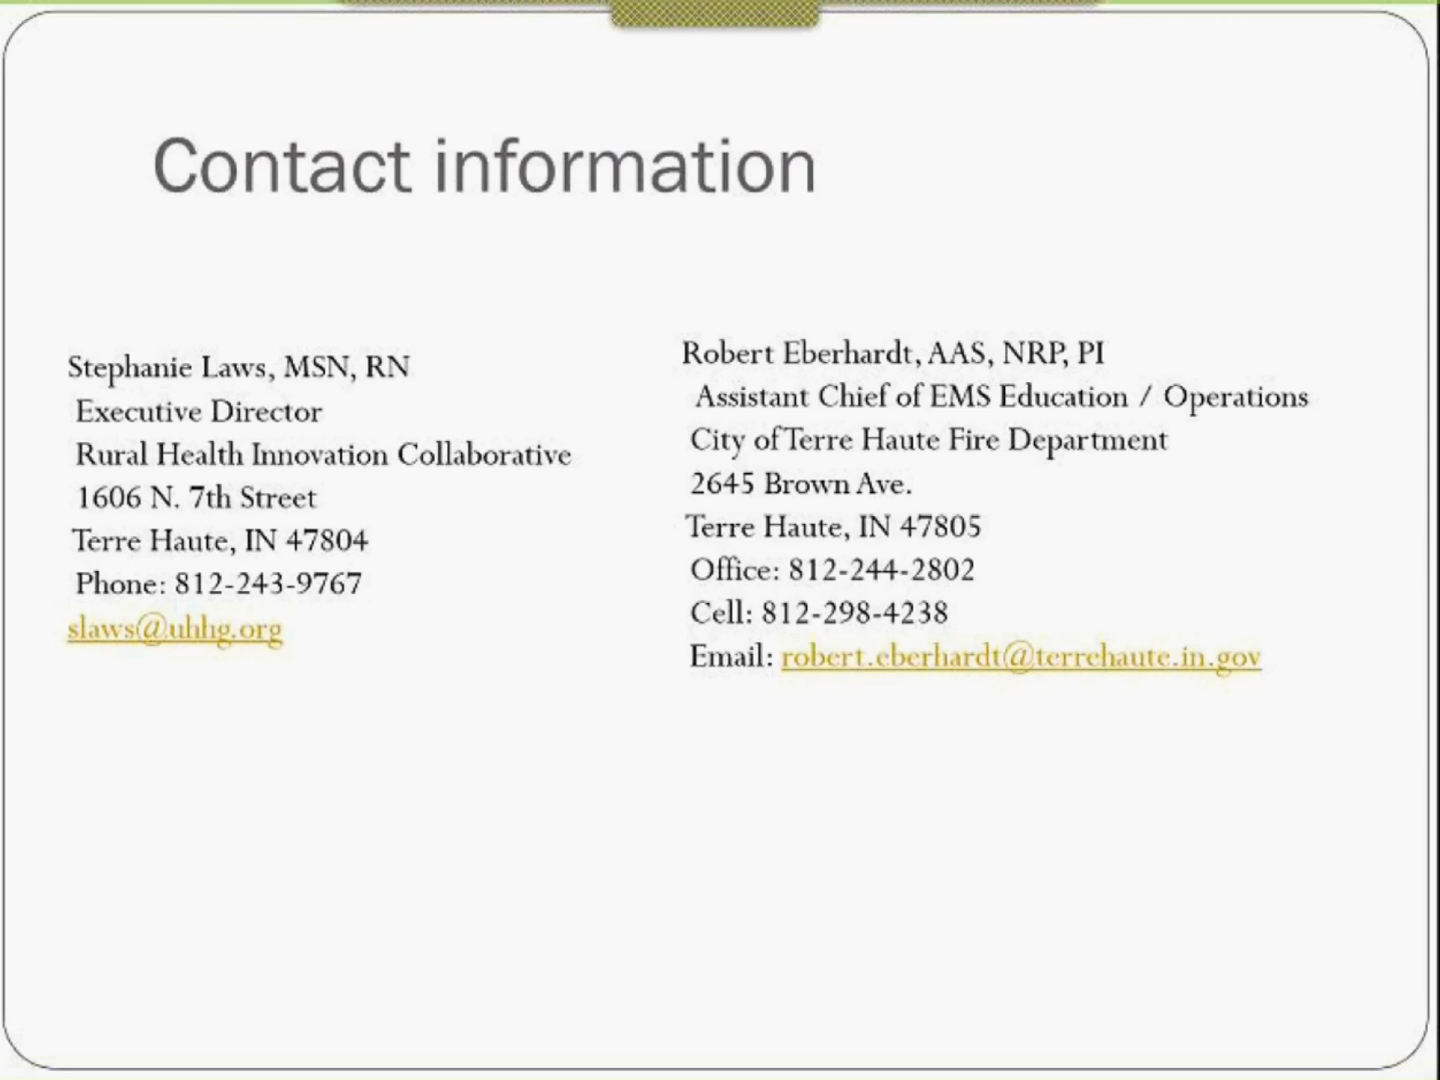 Contact information
Stephanie Laws, MSN, RN
Executive Director
Rural Health Innovation Collaborative
1606 N. 7th Street
Terre Haute, IN 47804
Phone: 812-243-9767
slaws@uhhg.org
Robert Eberhardt, AAS, NRP, PI
Assistant Chief of EMS Education / Operations
City of Terre Haute Fire Department
2645 Brown Ave.
Terre Haute, IN 47805
Office: 812-244-2802
Cell: 812-298-4238
Email: robert.eberhardt@terrehaute.in.gov